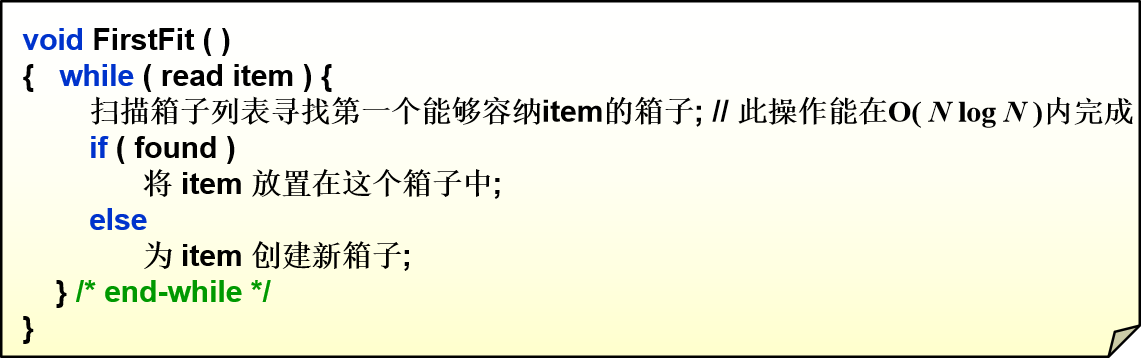 void FirstFit ( )
{ while ( read item ) {
扫描箱子列表寻找第一个能够容纳item的箱子; // 此操作能在O( N log N )内完成
if ( found )
将 item 放置在这个箱子中;
else
为 item 创建新箱子;
} /* end-while */
}